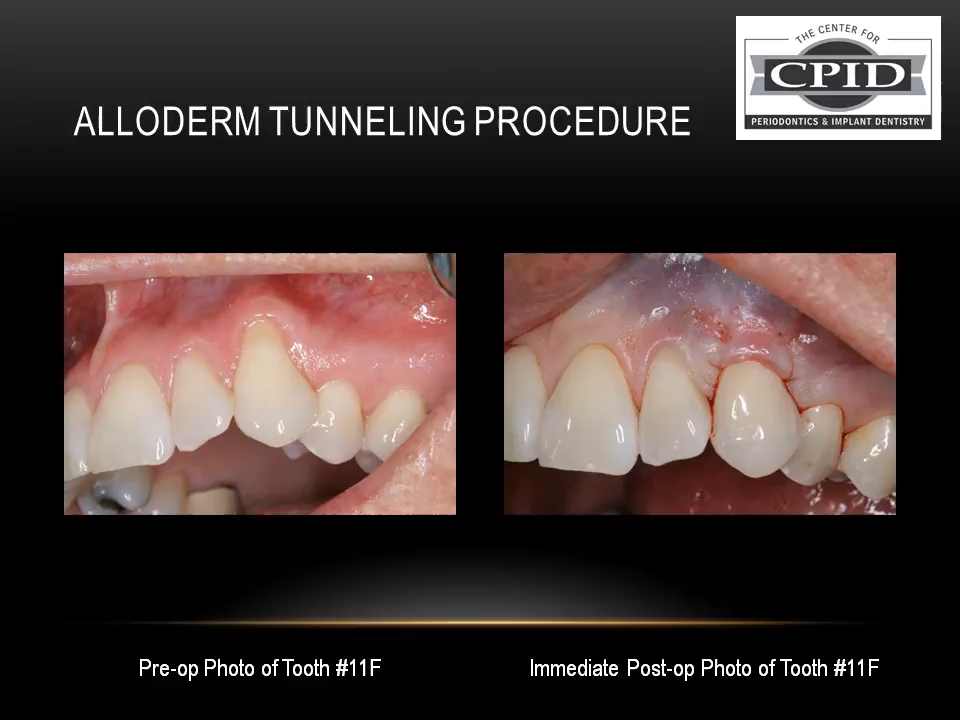 THE CENTER FOR
CPID
PERIODONTICS & IMPLANT DENTISTRY
ALLODERM TUNNELING PROCEDURE
Pre-op Photo of Tooth #11F
Immediate Post-op Photo of Tooth #11F